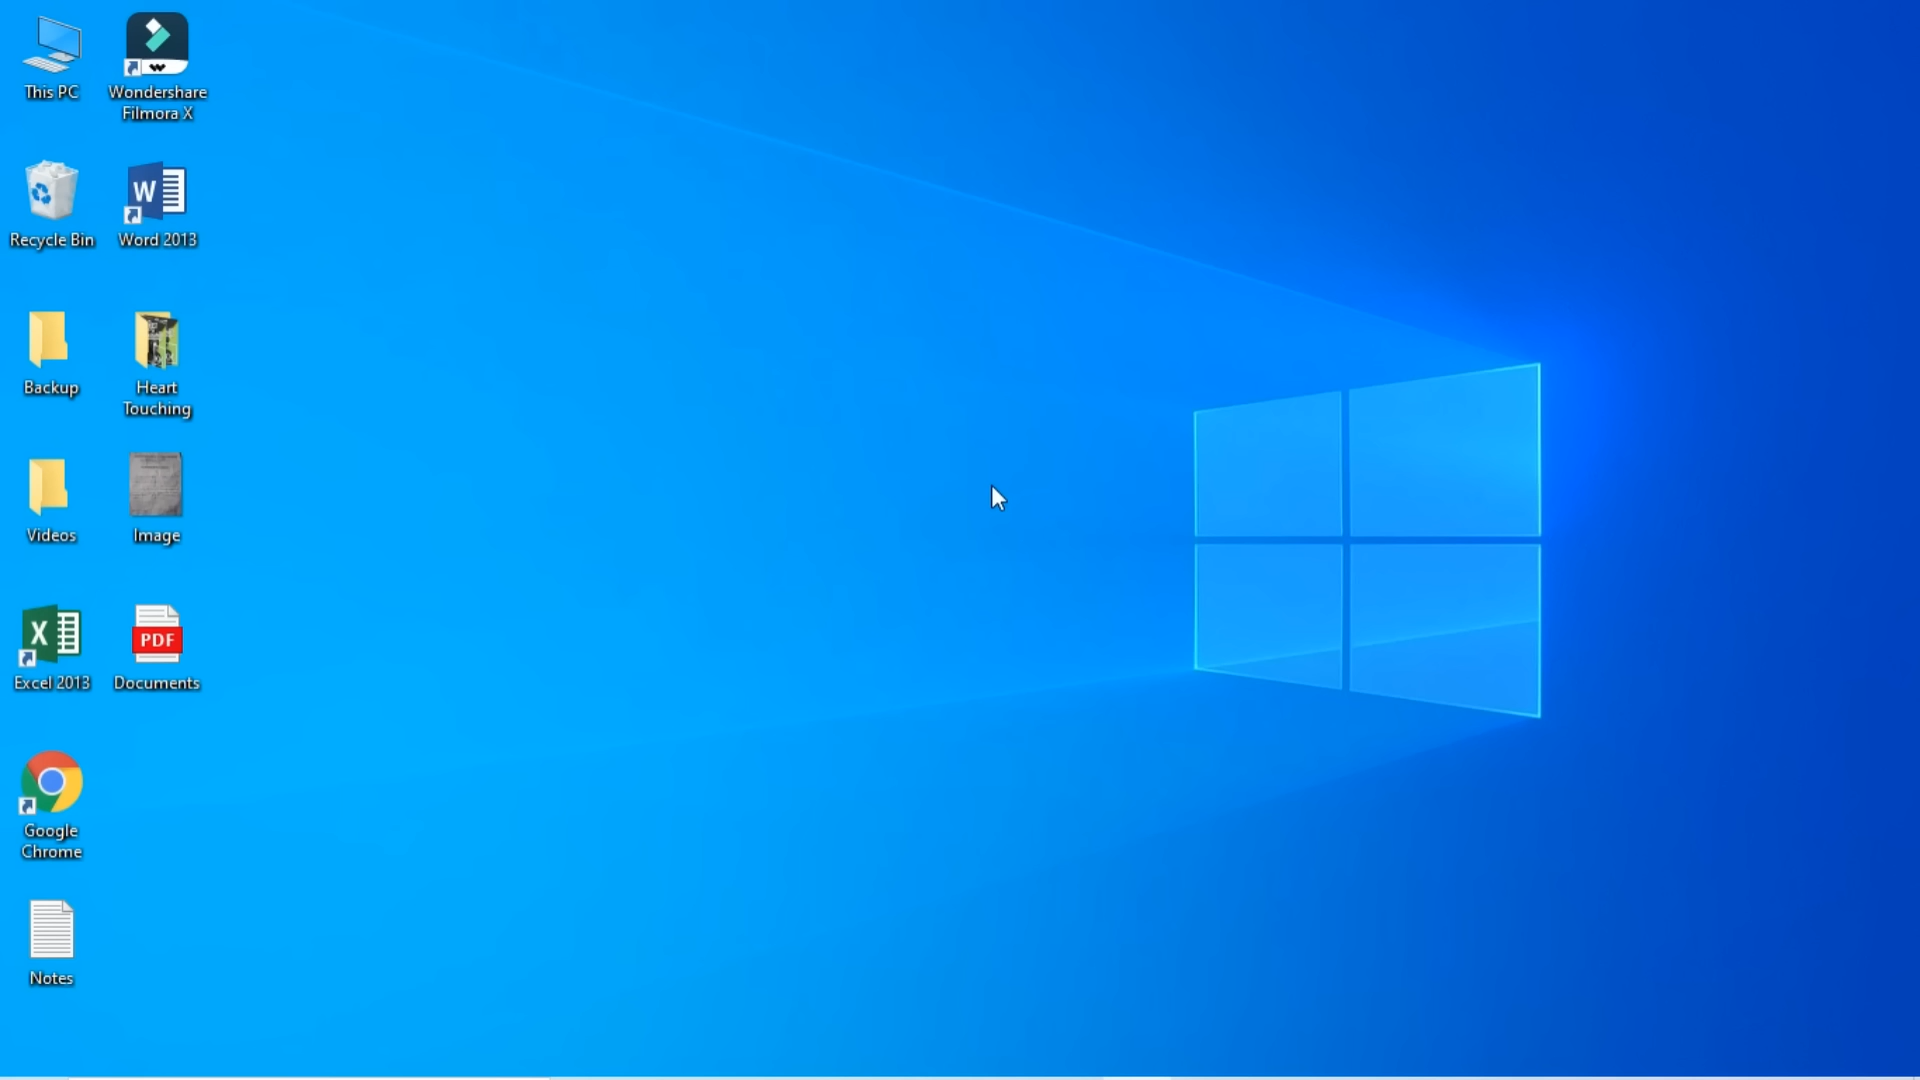 This PC
Wondershare
Filmora X
Recycle Bin
W
Word 2013
Backup
Heart
Touching
Videos
Image
X
Excel 2013
PDF
Documents
Google
Chrome
Notes